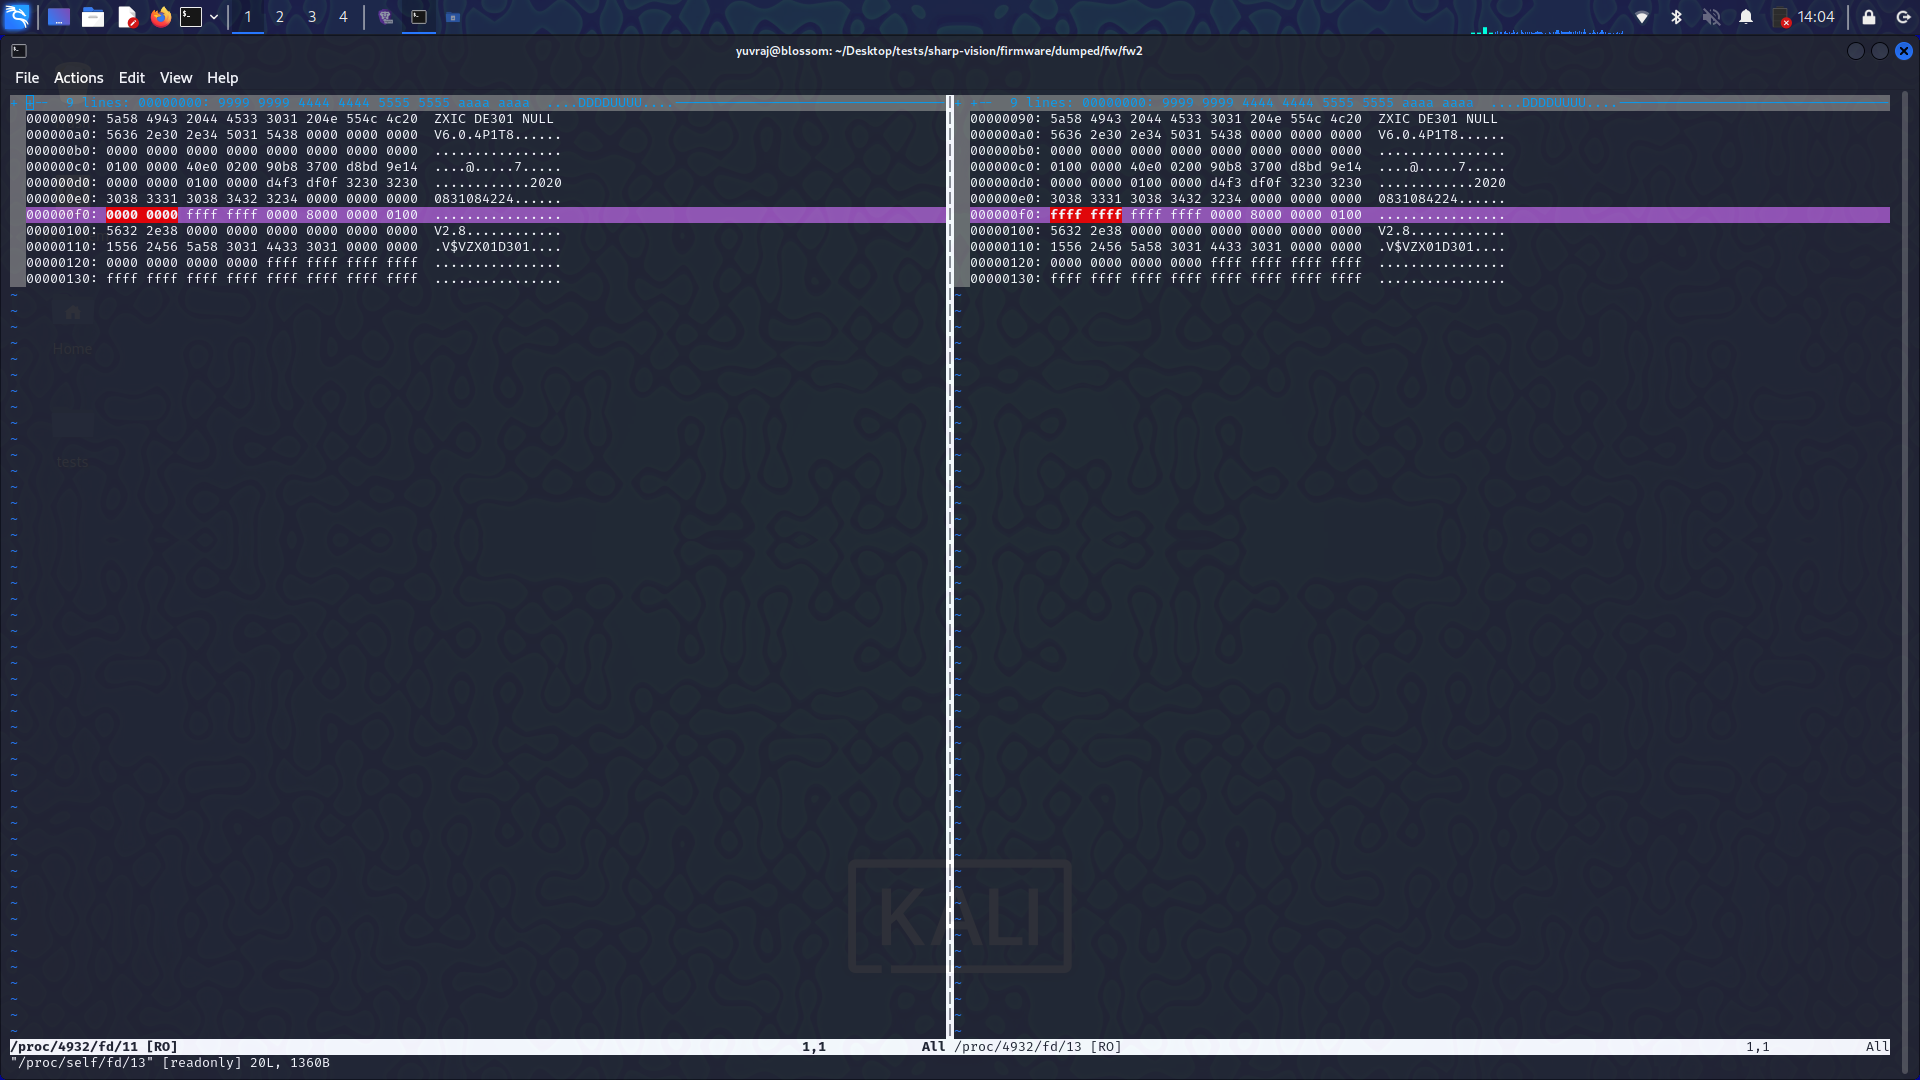 1 2 3 4 14:04
yuvraj@blossom: ~/Desktop/tests/sharp-vision/firmware/dumped/fw/fw2
File Actions Edit View Help
+ +-- 9 lines: 00000000: 9999 9999 4444 4444 5555 5555 aaaa aaaa ....DDDDUUUU....
00000090: 5a58 4943 2044 4533 3031 204e 554c 4c20 ZXIC DE301 NULL
000000a0: 5636 2e30 2e34 5031 5438 0000 0000 0000 V6.0.4P1T8......
000000b0: 0000 0000 0000 0000 0000 0000 0000 0000 ................
000000c0: 0100 0000 40e0 0200 90b8 3700 d8bd 9e14 ....@.....7.....
000000d0: 0000 0000 0100 0000 d4f3 df0f 3230 3230 ............2020
000000e0: 3038 3331 3038 3432 3234 0000 0000 0000 0831084224......
000000f0: 0000 0000 ffff ffff 0000 8000 0000 0100 ................
00000100: 5632 2e38 0000 0000 0000 0000 0000 0000 V2.8............
00000110: 1556 2456 5a58 3031 4433 3031 0000 0000 .V$VZX01D301....
00000120: 0000 0000 0000 0000 ffff ffff ffff ffff ................
00000130: ffff ffff ffff ffff ffff ffff ffff ffff ................
Home
tests
/proc/4932/fd/11 [RO] 1,1 All
+ +-- 9 lines: 00000000: 9999 9999 4444 4444 5555 5555 aaaa aaaa ....DDDDUUUU....
00000090: 5a58 4943 2044 4533 3031 204e 554c 4c20 ZXIC DE301 NULL
000000a0: 5636 2e30 2e34 5031 5438 0000 0000 0000 V6.0.4P1T8......
000000b0: 0000 0000 0000 0000 0000 0000 0000 0000 ................
000000c0: 0100 0000 40e0 0200 90b8 3700 d8bd 9e14 ....@.....7.....
000000d0: 0000 0000 0100 0000 d4f3 df0f 3230 3230 ............2020
000000e0: 3038 3331 3038 3432 3234 0000 0000 0000 0831084224......
000000f0: ffff ffff ffff ffff 0000 8000 0000 0100 ................
00000100: 5632 2e38 0000 0000 0000 0000 0000 0000 V2.8............
00000110: 1556 2456 5a58 3031 4433 3031 0000 0000 .V$VZX01D301....
00000120: 0000 0000 0000 0000 ffff ffff ffff ffff ................
00000130: ffff ffff ffff ffff ffff ffff ffff ffff ................
KALI
/proc/4932/fd/13 [RO] 1,1 All
"/proc/self/fd/13" [readonly] 20L, 1360B